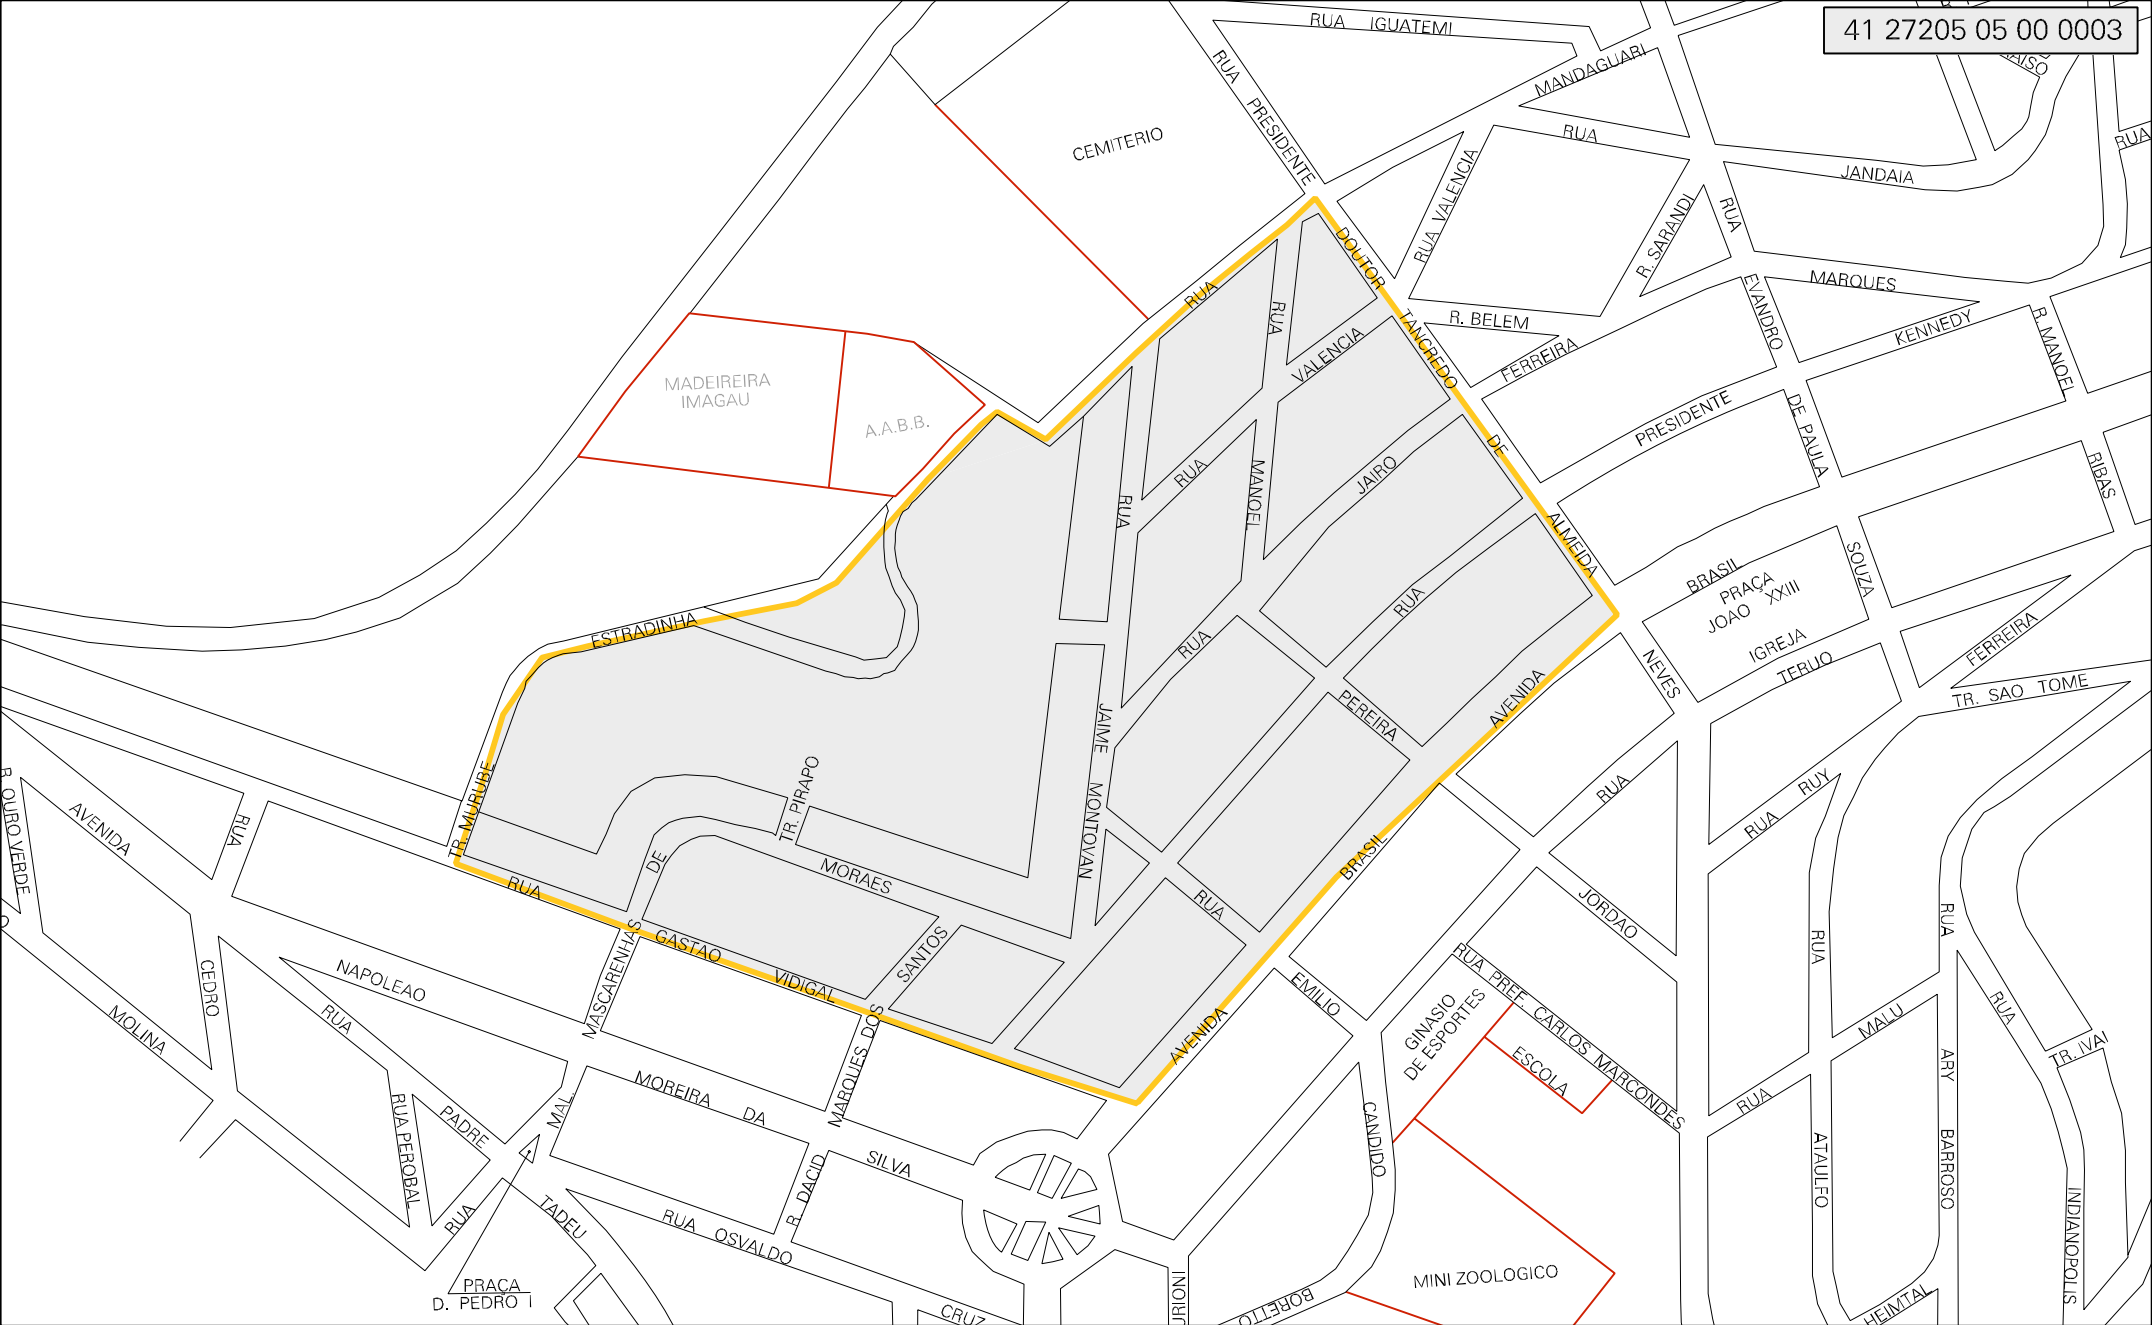 41 27205 05 00 0003
RUA IGUATEMI
MANDAGUARI
RUA PRESIDENTE
CEMITERIO
RUA
JANDAIA
RUA
RUA VALENCIA
R. SARANDI
RUA
DOUTOR
MARQUES
RUA
RUA
EVANDRO
R. BELEM
KENNEDY
R. MANOEL
TANCREDO
VALENCIA
FERREIRA
MADEIREIRA
IMAGAU
A.A.B.B.
PRESIDENTE
DE PAULA
DE
RUA
JAIRO
MANOEL
RUA
RIBAS
ALMEIDA
BRASIL
SOUZA
PRAÇA
JOAO XXIII
IGREJA
RUA
ESTRADINHA
RUA
FERREIRA
TERUO
NEVES
TR. SAO TOME
AVENIDA
PEREIRA
JAIME MONTOVAN
TR. PIRAPO
TR. MURUBE
R. OURO VERDE
AVENIDA
RUA
RUA
RUA RUY
DE
MORAES
BRASIL
RUA
RUA
JORDAO
RUA
RUA
GASTAO
VIDIGAL
SANTOS
MASCARENHAS
CEDRO
NAPOLEAO
RUA PREF. CARLOS MARCONDES
EMILIO
GINASIO
DE ESPORTES
ESCOLA
MALU
RUA
MOLINA
RUA
AVENIDA
MARQUES DOS
TR. IVAI
ARY BARROSO
RUA
MOREIRA DA
SILVA
MAL.
PADRE
RUA PEROBAL
CANDIDO
ATAULFO
R. DACIO
RUA
TADEU
RUA OSVALDO
CRUZ
INDIANOPOLIS
PRAÇA
D. PEDRO I
MINI ZOOLOGICO
BORETTO
HEIMTAL